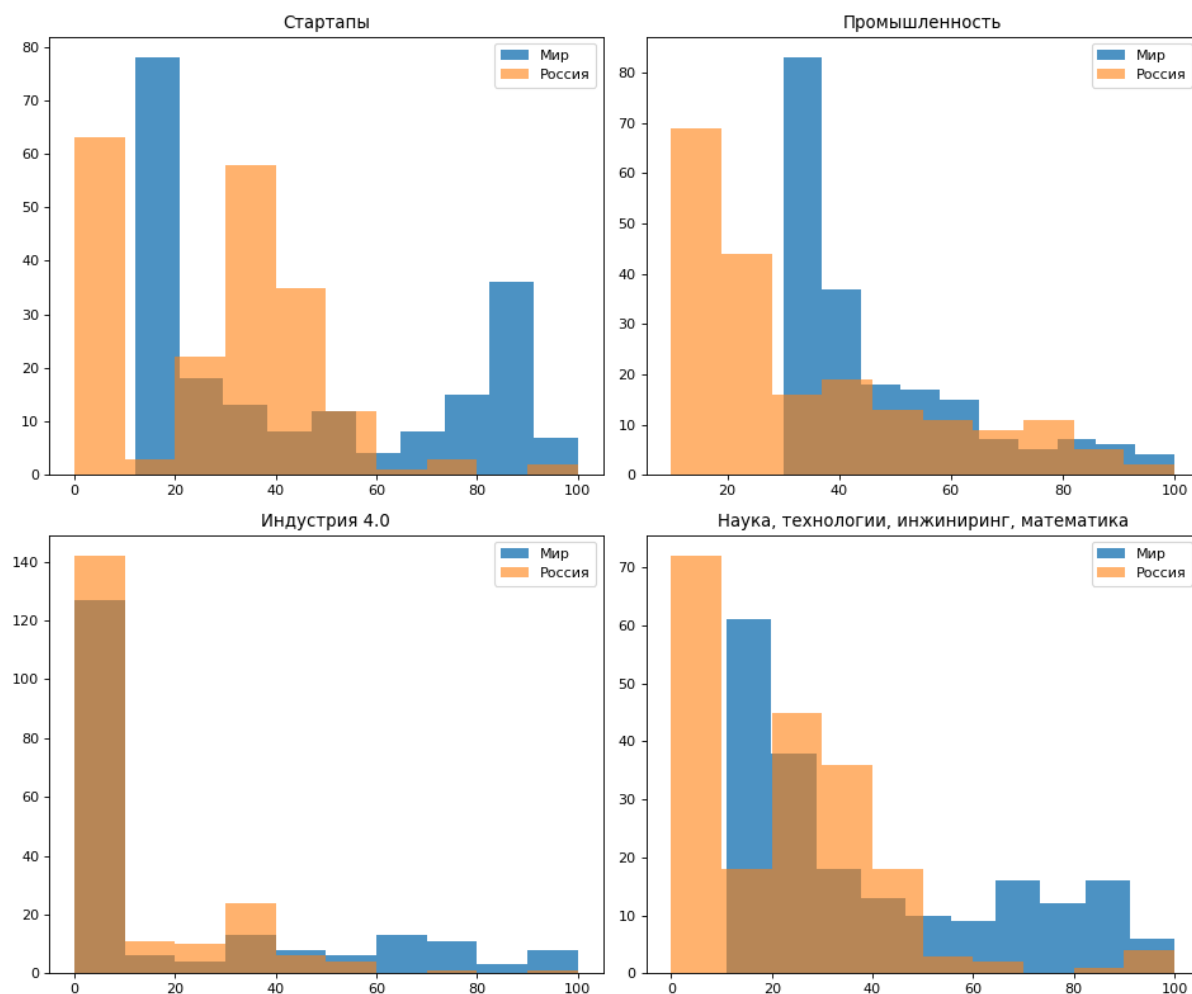 Стартапы
80
70
60
50
40
30
20
10
0
0 20 40 60 80 100
Мир
Россия
Промышленность
80
70
60
50
40
30
20
10
0
20 40 60 80 100
Мир
Россия
Индустрия 4.0
140
120
100
80
60
40
20
0
0 20 40 60 80 100
Мир
Россия
Наука, технологии, инжиниринг, математика
70
60
50
40
30
20
10
0
0 20 40 60 80 100
Мир
Россия